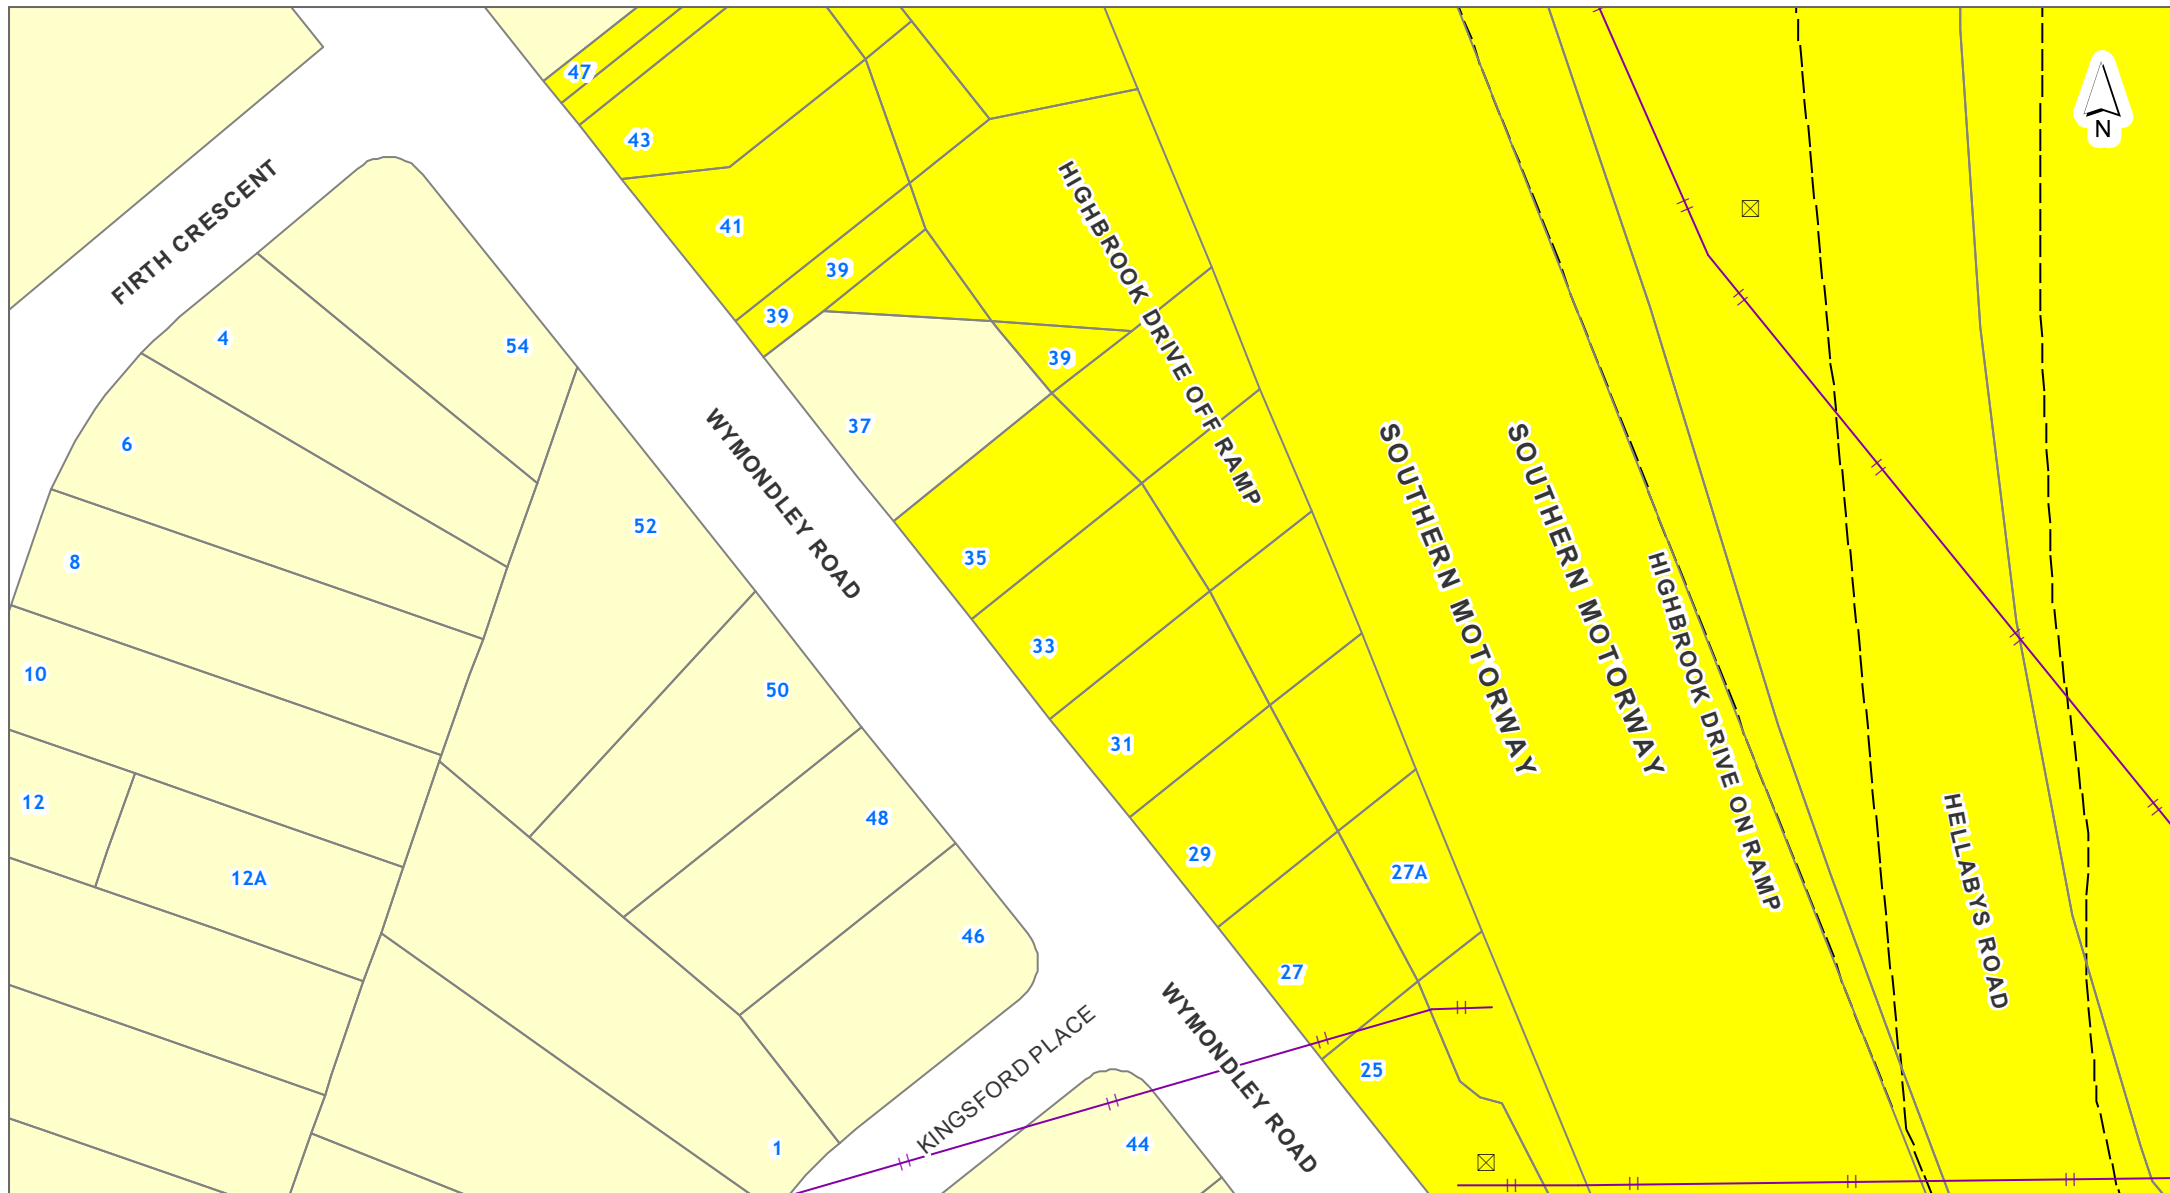 47
43
41
39
39
39
37
35
33
31
29
27A
27
25
N
FIRTH CRESCENT
4
54
6
52
8
10
50
12
12A
48
46
1
44
WYMONDLEY ROAD
WYMONDLEY ROAD
KINGSFORD PLACE
HIGHBROOK DRIVE OFF RAMP
SOUTHERN MOTORWAY
SOUTHERN MOTORWAY
HIGHBROOK DRIVE ON RAMP
HELLABYS ROAD